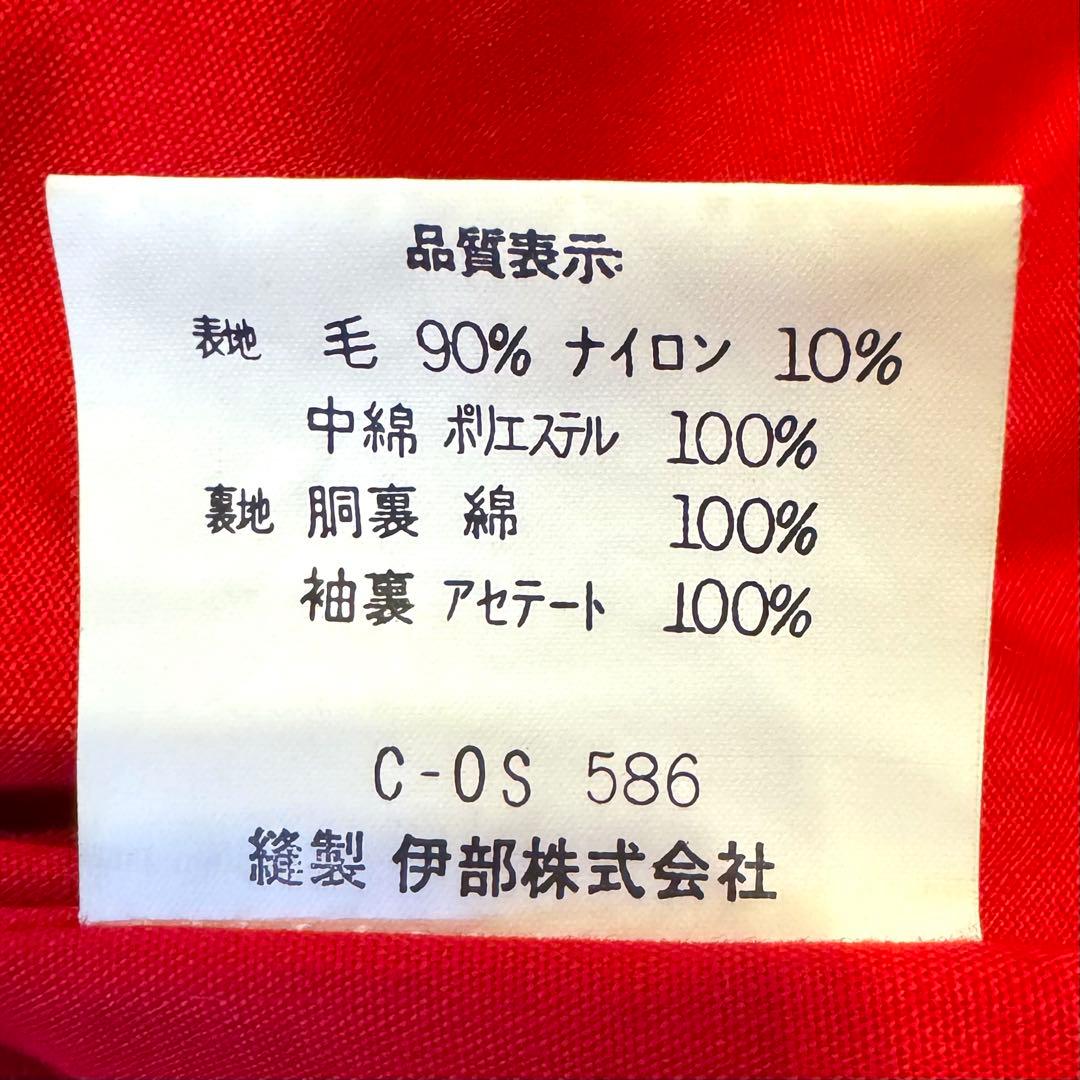 品質表示
表地 毛 90% ナイロン 10%
中綿 ポリエステル 100%
裏地 胴裏 綿 100%
袖裏 アセテート 100%
C-OS 586
縫製 伊部株式会社